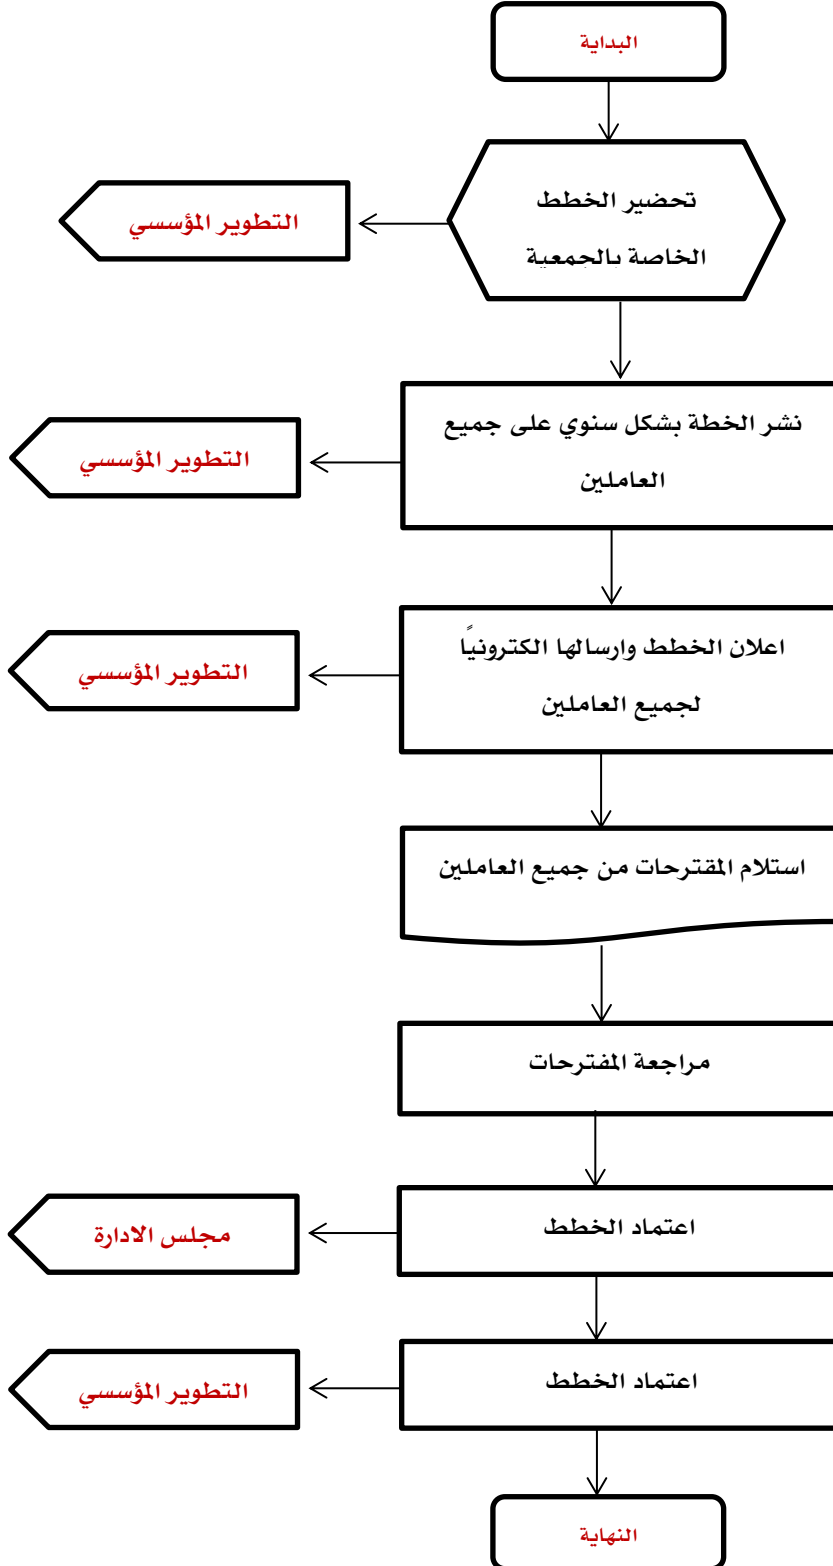 البداية
تحضير الخطط
الخاصة بالجمعية
التطوير المؤسسي
نشر الخطة بشكل سنوي على جميع
العاملين
التطوير المؤسسي
اعلان الخطط وارسالها الكترونيًا
لجميع العاملين
التطوير المؤسسي
استلام المقترحات من جميع العاملين
مراجعة المفترحات
اعتماد الخطط
مجلس الادارة
اعتماد الخطط
التطوير المؤسسي
النهاية